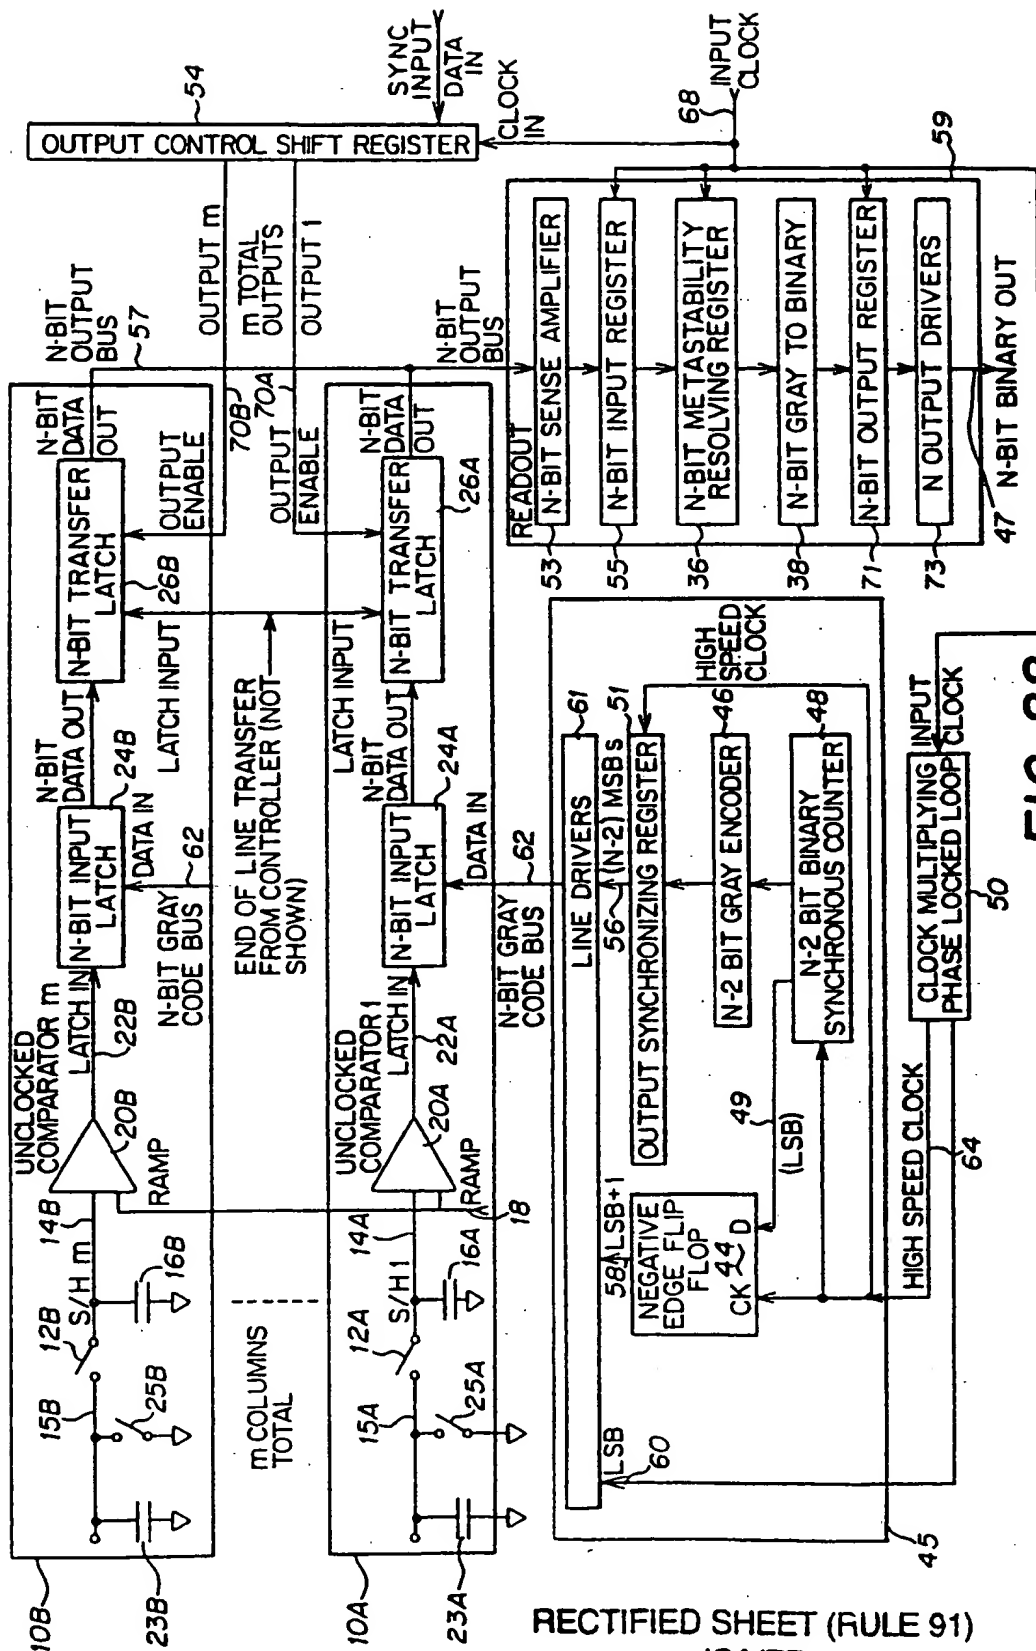 10B
23B
15B
25B
12B
S/H m
14B
16B
UNCLOCKED
COMPARATOR m
20B
RAMP
LATCH IN
22B
N-BIT INPUT
LATCH
24B
DATA IN
N-BIT GRAY
CODE BUS
62
N-BIT
DATA OUT
N-BIT TRANSFER
LATCH
26B
LATCH INPUT
OUTPUT
ENABLE
N-BIT
DATA
OUT
N-BIT
OUTPUT
BUS
57
m COLUMNS
TOTAL
END OF LINE TRANSFER
FROM CONTROLLER (NOT
SHOWN)
70B
70A
OUTPUT m
m TOTAL
OUTPUTS
OUTPUT 1
OUTPUT CONTROL SHIFT REGISTER
54
SYNC
INPUT
DATA
IN
CLOCK
IN
68
INPUT
CLOCK
10A
23A
15A
25A
12A
S/H 1
14A
16A
18
UNCLOCKED
COMPARATOR 1
20A
RAMP
LATCH IN
22A
N-BIT INPUT
LATCH
24A
DATA IN
N-BIT GRAY
CODE BUS
62
N-BIT
DATA OUT
LATCH INPUT
N-BIT TRANSFER
LATCH
26A
OUTPUT
ENABLE
N-BIT
DATA
OUT
N-BIT
OUTPUT
BUS
READOUT
N-BIT SENSE AMPLIFIER
53
N-BIT INPUT REGISTER
55
N-BIT METASTABILITY
RESOLVING REGISTER
36
N-BIT GRAY TO BINARY
38
N-BIT OUTPUT REGISTER
71
N OUTPUT DRIVERS
73
59
47
N-BIT BINARY OUT
LINE DRIVERS
61
LSB
60
58
LSB+1
56
(N-2) MSBs
51
NEGATIVE
EDGE FLIP
FLOP
44
CK
D
OUTPUT SYNCHRONIZING REGISTER
N-2 BIT GRAY ENCODER
46
N-2 BIT BINARY
SYNCHRONOUS COUNTER
48
49
(LSB)
HIGH
SPEED
CLOCK
45
HIGH SPEED CLOCK
64
CLOCK MULTIPLYING
PHASE LOCKED LOOP
50
INPUT
CLOCK
RECTIFIED SHEET (RULE 91)